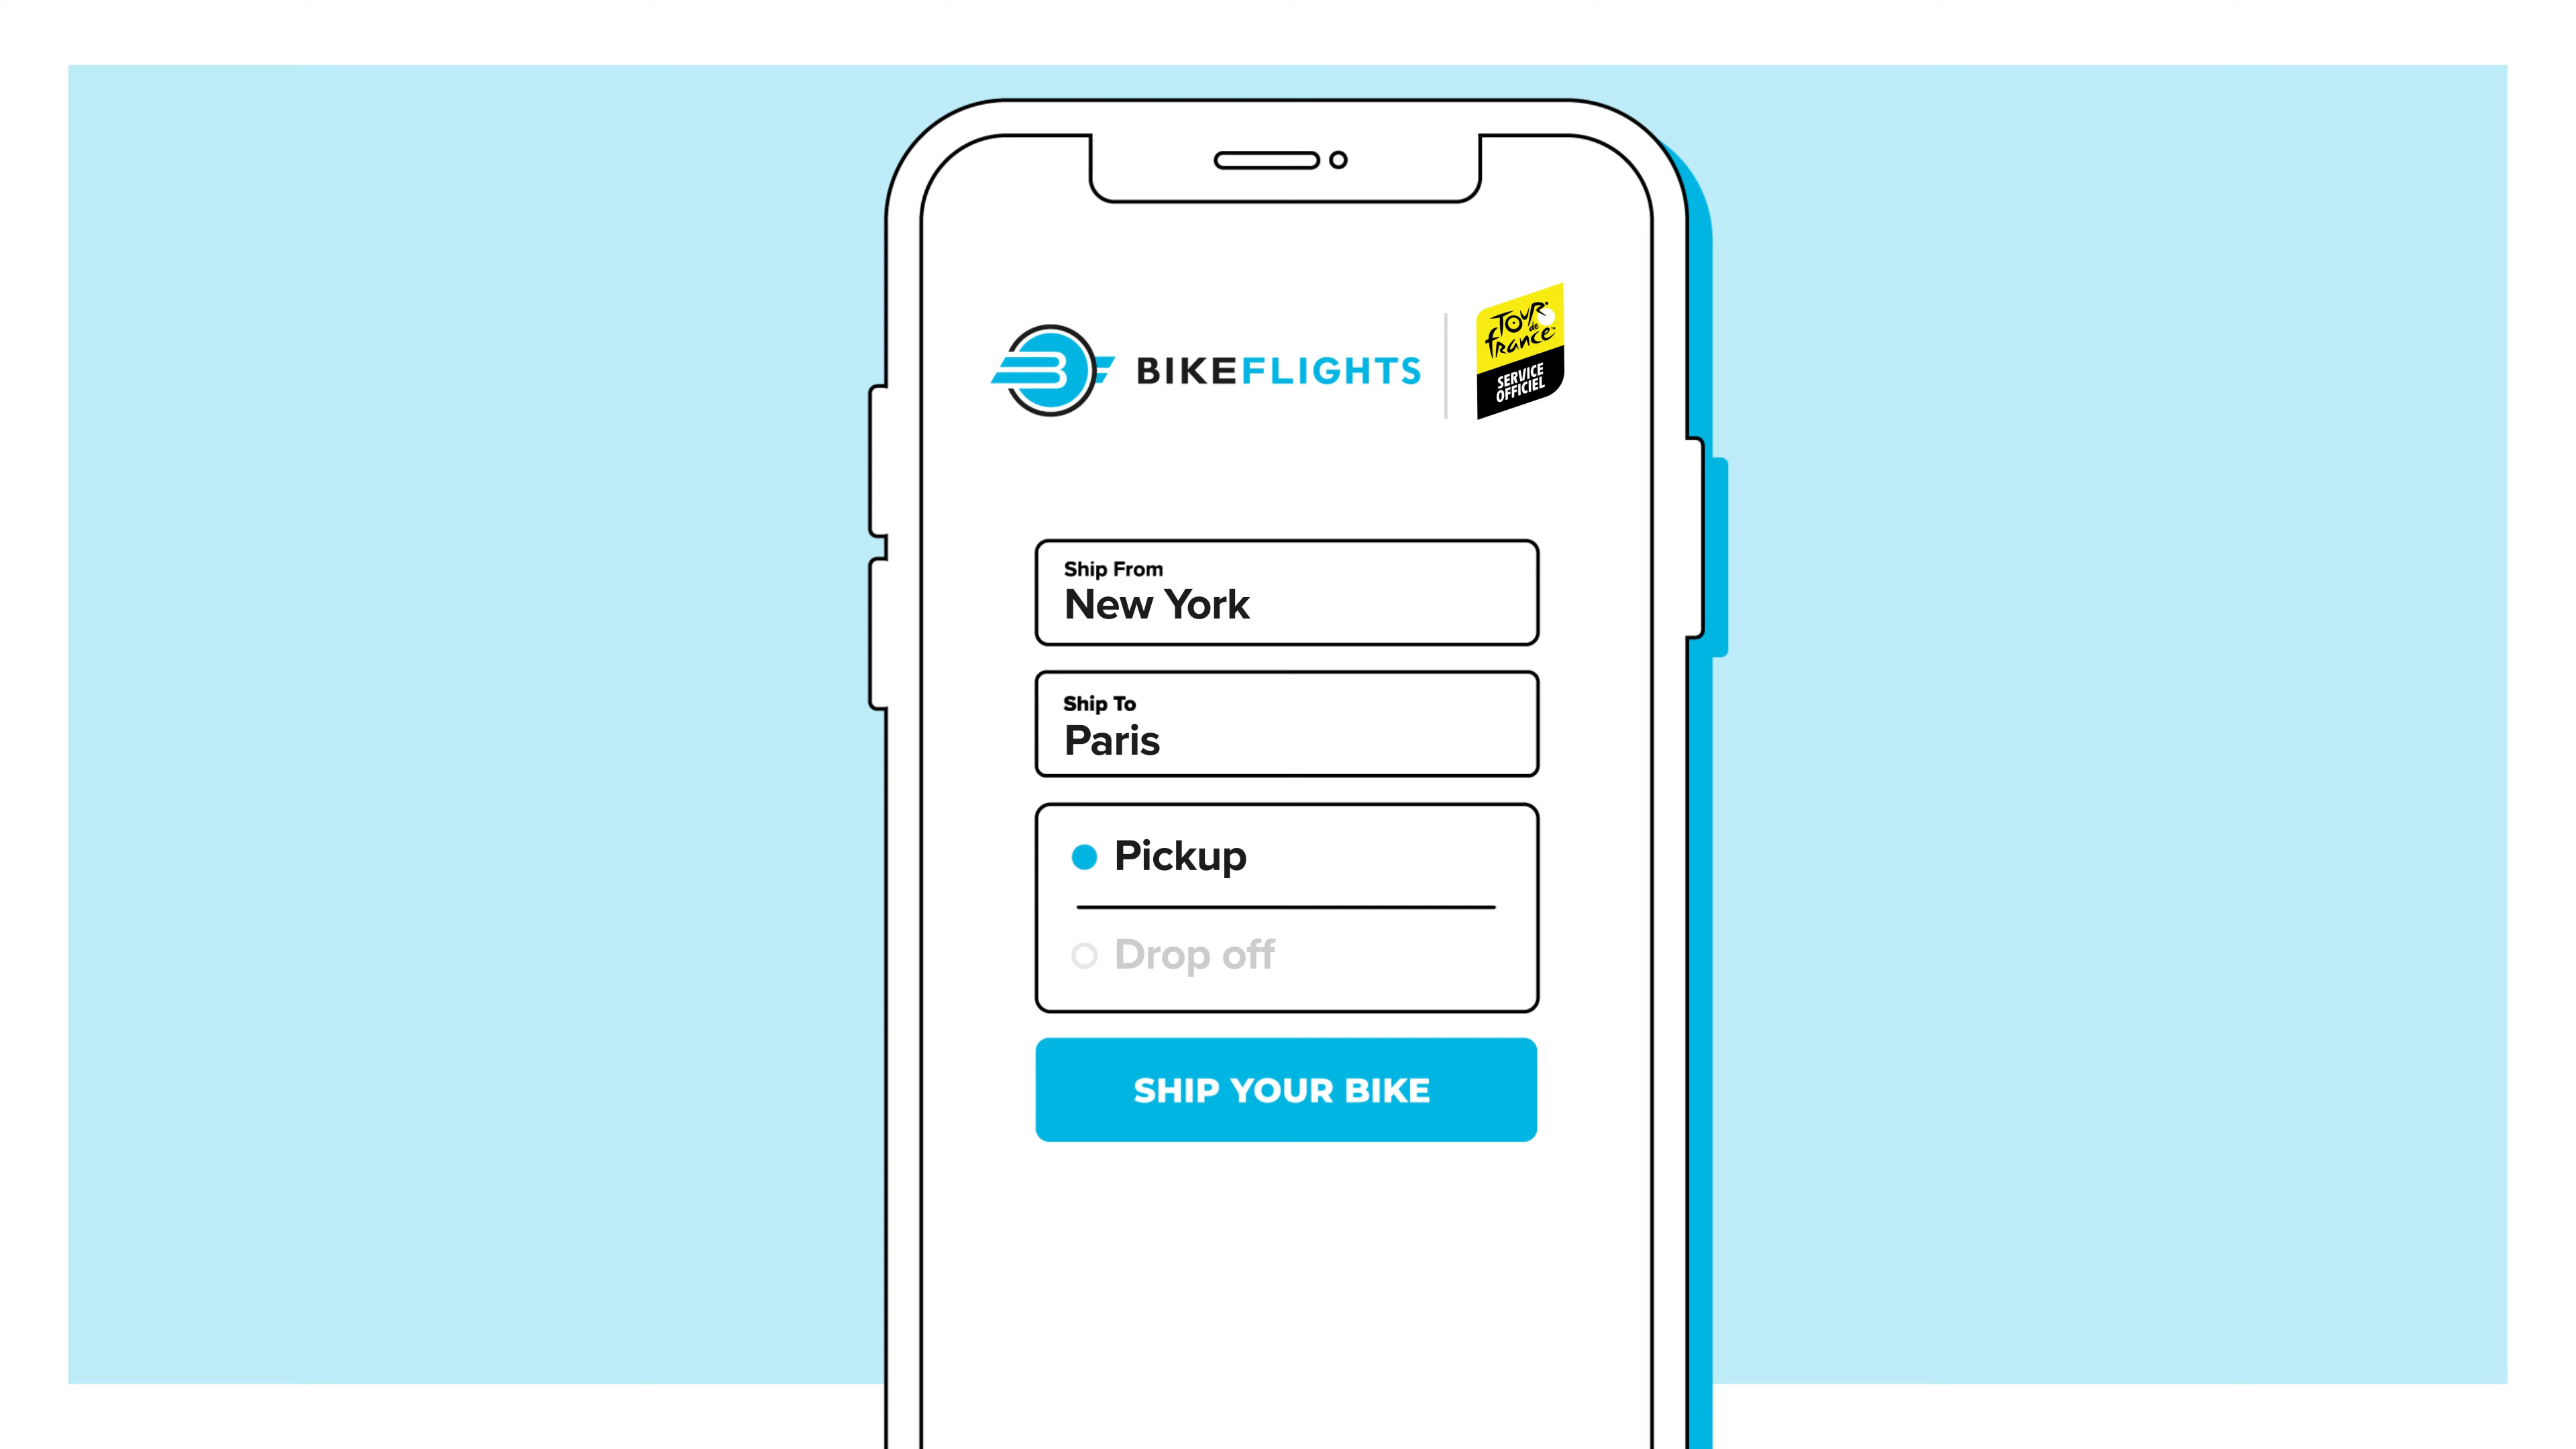 BIKEFLIGHTS
TOUR de
france
SERVICE
OFFICIEL
Ship From
New York
Ship To
Paris
Pickup
Drop off
SHIP YOUR BIKE